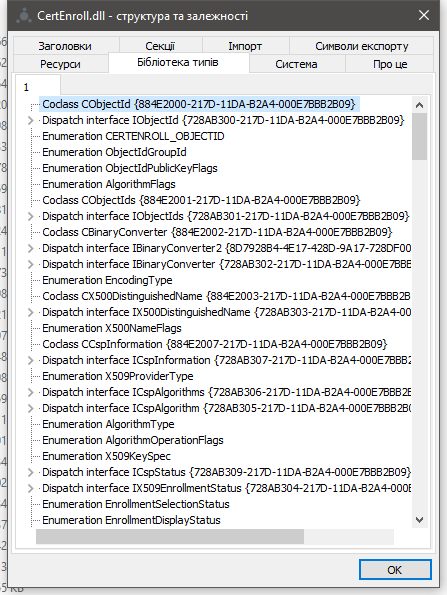 CertEnroll.dll - структура та залежності
Заголовки Секції Імпорт Символи експорту
Ресурси Бібліотека типів Система Про це
1
Coclass CObjectId {884E2000-217D-11DA-B2A4-000E7BBB2B09}
Dispatch interface IObjectId {728AB300-217D-11DA-B2A4-000E7BBB2B09}
Enumeration CERTENROLL_OBJECTID
Enumeration ObjectIdGroupId
Enumeration ObjectIdPublicKeyFlags
Enumeration AlgorithmFlags
Coclass CObjectIds {884E2001-217D-11DA-B2A4-000E7BBB2B09}
Dispatch interface IObjectIds {728AB301-217D-11DA-B2A4-000E7BBB2B09}
Coclass CBinaryConverter {884E2002-217D-11DA-B2A4-000E7BBB2B09}
Dispatch interface IBinaryConverter2 {8D7928B4-4E17-428D-9A17-728DF00
Dispatch interface IBinaryConverter {728AB302-217D-11DA-B2A4-000E7BBB
Enumeration EncodingType
Coclass CX500DistinguishedName {884E2003-217D-11DA-B2A4-000E7BBB2B
Dispatch interface IX500DistinguishedName {728AB303-217D-11DA-B2A4-0
Enumeration X500NameFlags
Coclass CCspInformation {884E2007-217D-11DA-B2A4-000E7BBB2B09}
Dispatch interface ICspInformation {728AB307-217D-11DA-B2A4-000E7BBB2
Enumeration X509ProviderType
Dispatch interface ICspAlgorithms {728AB306-217D-11DA-B2A4-000E7BBB2B
Dispatch interface ICspAlgorithm {728AB305-217D-11DA-B2A4-000E7BBB2B0
Enumeration AlgorithmType
Enumeration AlgorithmOperationFlags
Enumeration X509KeySpec
Dispatch interface ICspStatus {728AB309-217D-11DA-B2A4-000E7BBB2B09}
Dispatch interface IX509EnrollmentStatus {728AB304-217D-11DA-B2A4-000E
Enumeration EnrollmentSelectionStatus
Enumeration EnrollmentDisplayStatus
OK